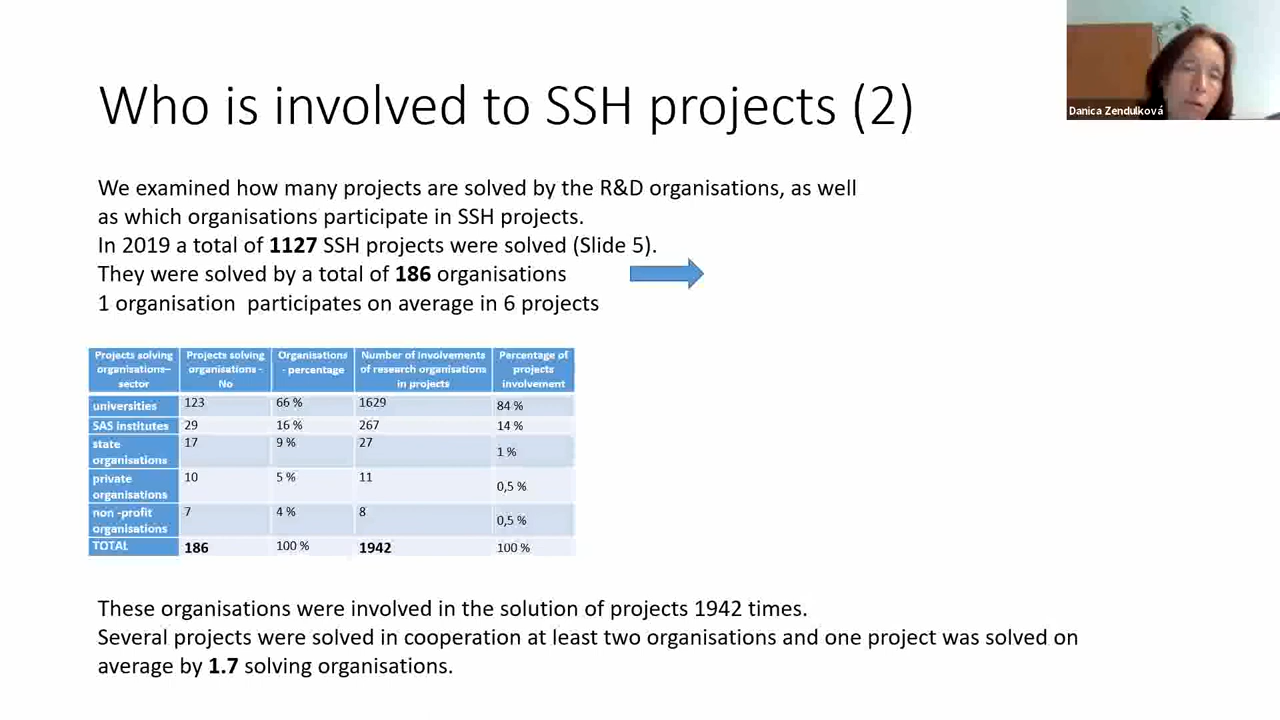 Who is involved to SSH projects (2)
Danica Zendulková
We examined how many projects are solved by the R&D organisations, as well
as which organisations participate in SSH projects.
In 2019 a total of 1127 SSH projects were solved (Slide 5).
They were solved by a total of 186 organisations
1 organisation participates on average in 6 projects
Projects solving organisations– sector Projects solving organisations - No Organisations - percentage Number of involvements of research organisations in projects Percentage of projects involvement
universities 123 66 % 1629 84 %
SAS institutes 29 16 % 267 14 %
state organisations 17 9 % 27 1 %
private organisations 10 5 % 11 0,5 %
non -profit organisations 7 4 % 8 0,5 %
TOTAL 186 100 % 1942 100 %
These organisations were involved in the solution of projects 1942 times.
Several projects were solved in cooperation at least two organisations and one project was solved on
average by 1.7 solving organisations.